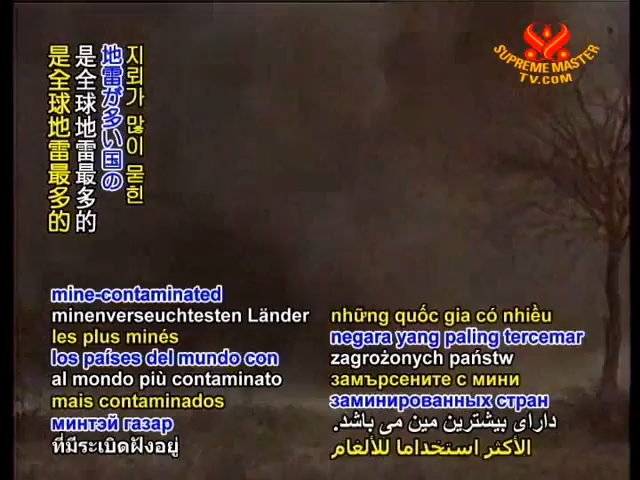 SUPREME MASTER
TV.COM
지뢰가 많이 묻힌
地雷が多い国の
是全球地雷最多的
是全球地雷最多的
mine-contaminated
minenverseuchtesten Länder
les plus minés
los países del mundo con
al mondo più contaminato
mais contaminados
минтэй газар
ที่มีระเบิดฝังอยู่
những quốc gia có nhiều
negara yang paling tercemar
zagrożonych państw
замърсените с мини
заминированных стран
دارای بیشترین مین می باشد.
الأكثر استخداما للألغام